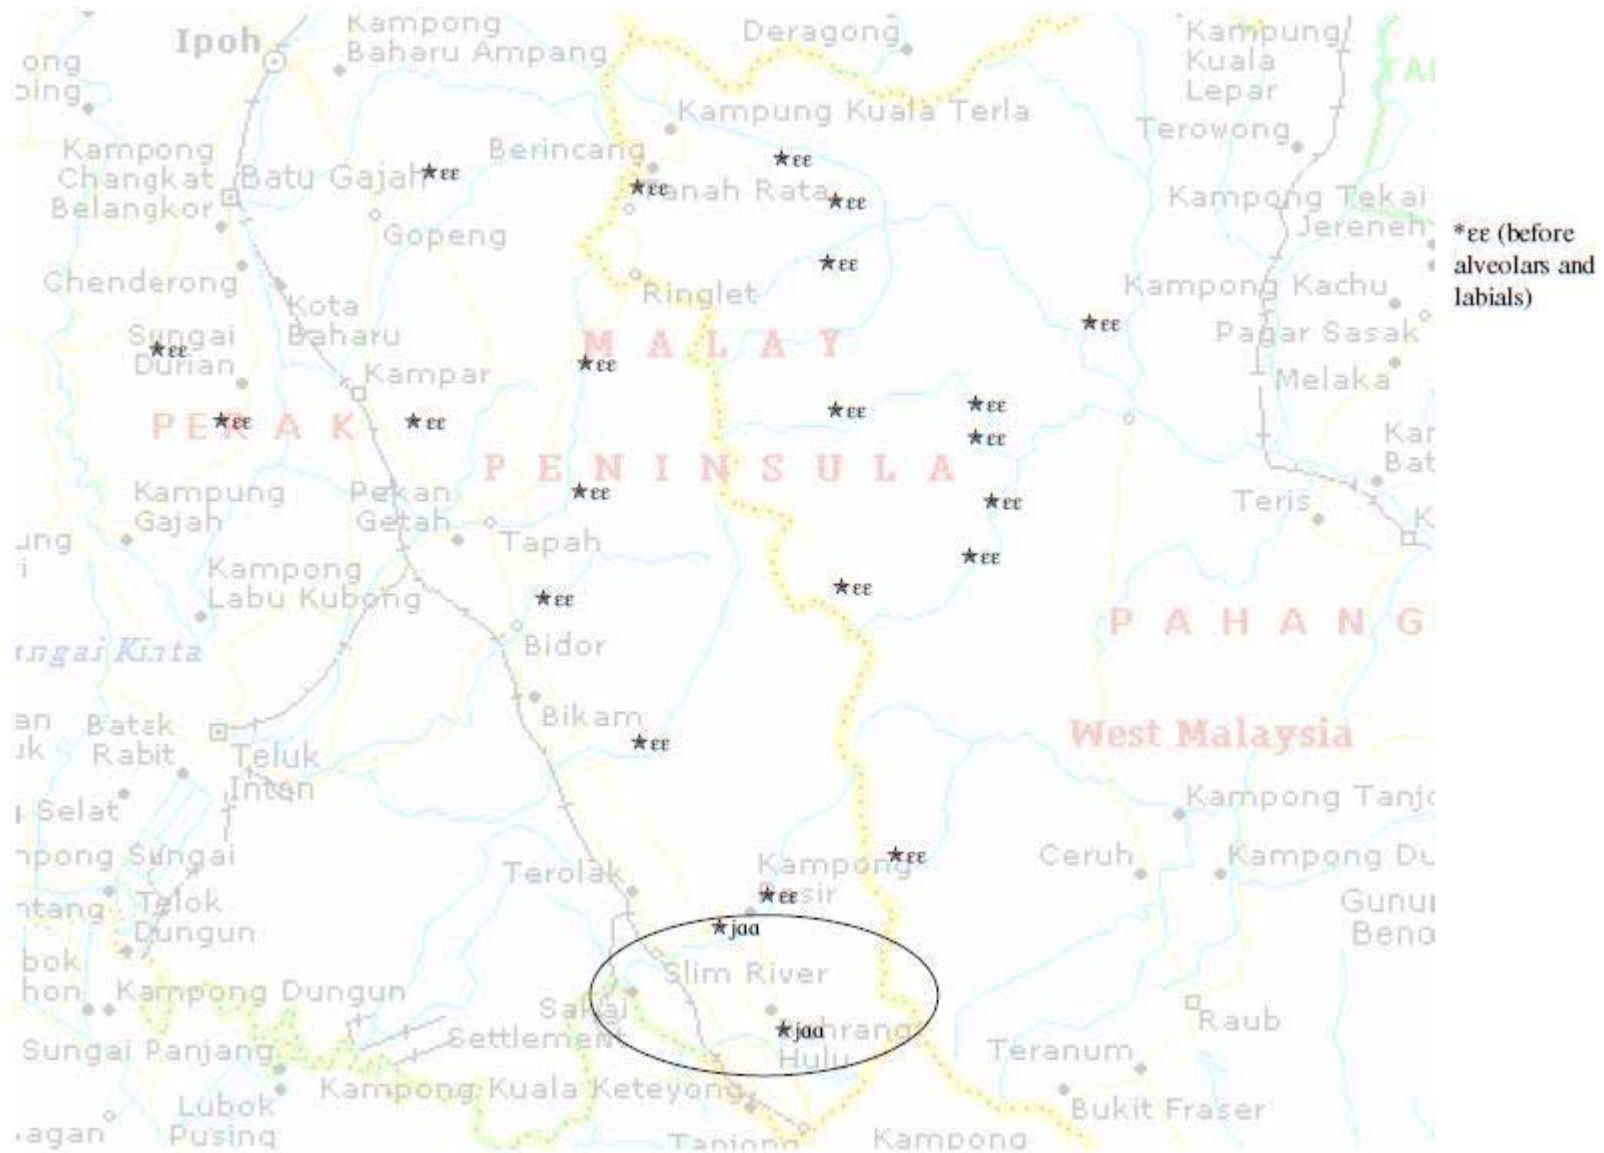 Ipoh
Kampong
Baharu Ampang
Deragong
Kampung
Kuala
Lepar
Kampung Kuala Terla
Terowong
Kampong
Changkat
Belangkor
Batu Gajah
★εε
Berincang
★εε
★εε
Tanah Rata
★εε
Kampong Tekai
Jereneh
Gopeng
*εε (before
alveolars and
labials)
Chenderong
★εε
Ringlet
Kampong Kachu
Kota
Baharu
★εε
Pagar Sasak
Sungai
Durian
★εε
MALAY
★εε
Kampar
Melaka
★εε
★εε
PERAK
★εε
★εε
★εε
PENINSULA
Kampung
Gajah
Pekan
Getah
★εε
★εε
Teris
Tapah
★εε
Kampong
Labu Kubong
★εε
★εε
PAHANG
Bidor
Bikam
★εε
West Malaysia
Batak
Rabit
Teluk
Intan
Selat
Kampong Tanjo
Sungai
Terolak
Kampong
★εε
★εε
Ceruh
Kampong Du
Telok
Dungun
★jaa
Slim River
Kampong Dungun
Sakai
Settlement
★jaa
Hulu
Raub
Sungai Panjang
Teranum
Kampong Kuala Keteyong
Bukit Fraser
Lubok
Pusing
Tanjong
Kampong